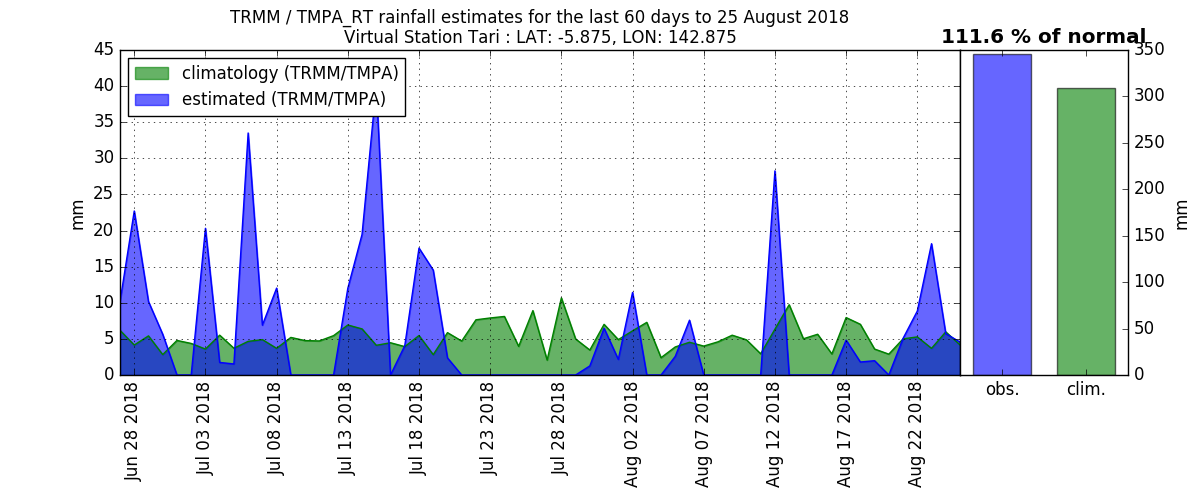 TRMM / TMPA_RT rainfall estimates for the last 60 days to 25 August 2018
Virtual Station Tari : LAT: -5.875, LON: 142.875
111.6 % of normal
climatology (TRMM/TMPA)
estimated (TRMM/TMPA)
mm
45
40
35
30
25
20
15
10
5
0
350
300
250
200
150
100
50
0
mm
obs.
clim.
Jun 28 2018
Jul 03 2018
Jul 08 2018
Jul 13 2018
Jul 18 2018
Jul 23 2018
Jul 28 2018
Aug 02 2018
Aug 07 2018
Aug 12 2018
Aug 17 2018
Aug 22 2018